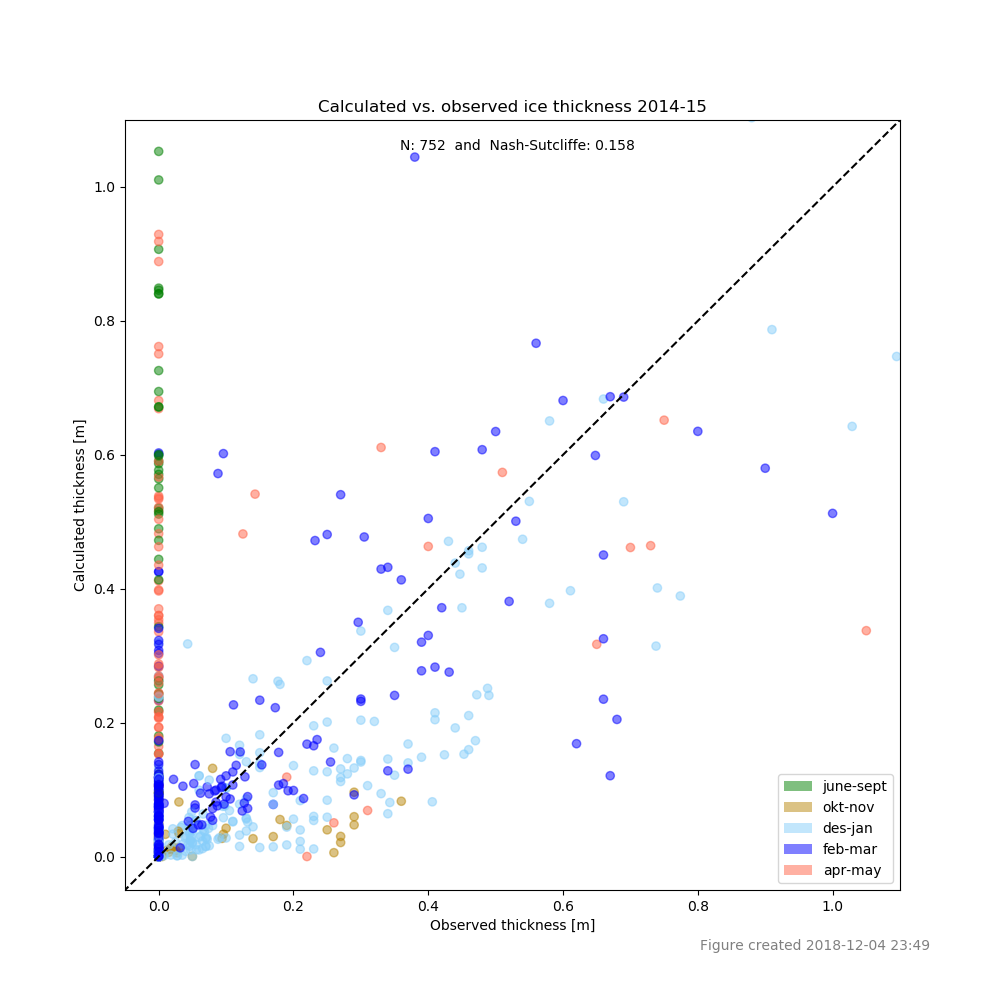 Calculated vs. observed ice thickness 2014-15
N: 752 and Nash-Sutcliffe: 0.158
1.0
0.8
0.6
0.4
0.2
0.0
Calculated thickness [m]
june-sept
okt-nov
des-jan
feb-mar
apr-may
0.0 0.2 0.4 0.6 0.8 1.0
Observed thickness [m]
Figure created 2018-12-04 23:49